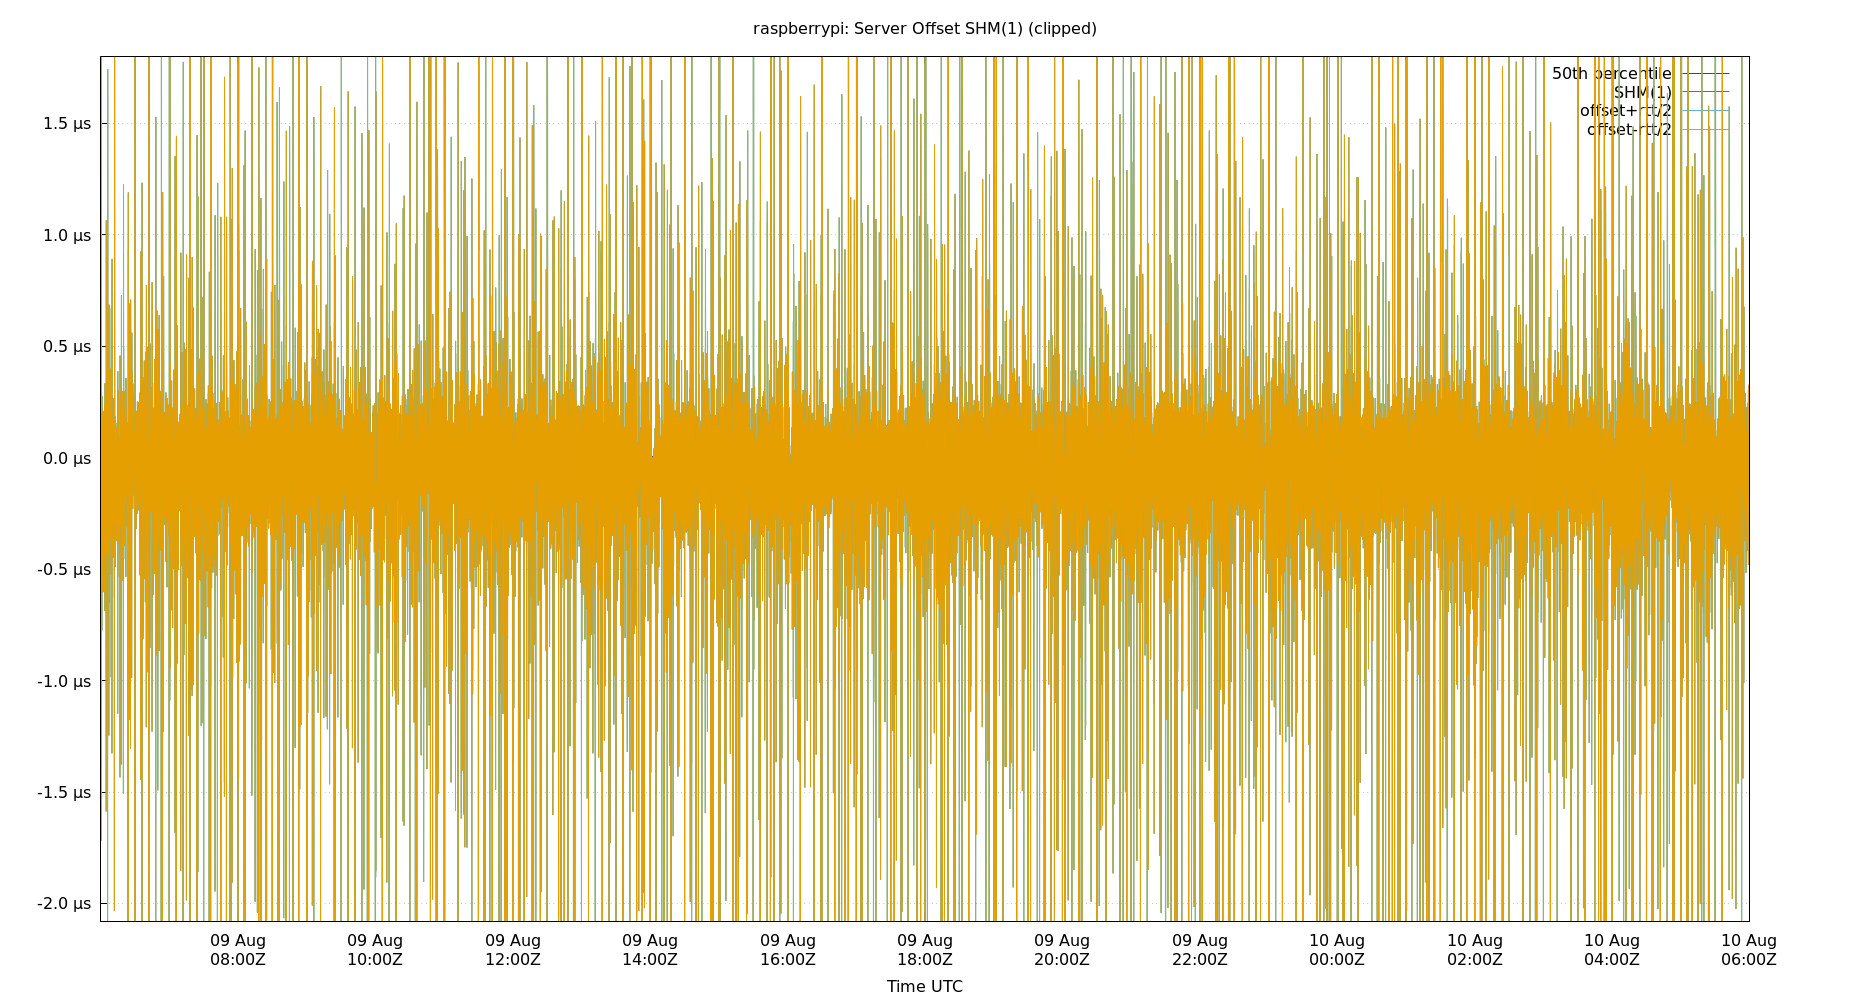 raspberrypi: Server Offset SHM(1) (clipped)
50th percentile
SHM(1)
offset+rtt/2
offset-rtt/2
1.5 µs
1.0 µs
0.5 µs
0.0 µs
-0.5 µs
-1.0 µs
-1.5 µs
-2.0 µs
09 Aug 09 Aug 09 Aug 09 Aug 09 Aug 09 Aug 09 Aug 09 Aug 10 Aug 10 Aug 10 Aug 10 Aug
08:00Z 10:00Z 12:00Z 14:00Z 16:00Z 18:00Z 20:00Z 22:00Z 00:00Z 02:00Z 04:00Z 06:00Z
Time UTC